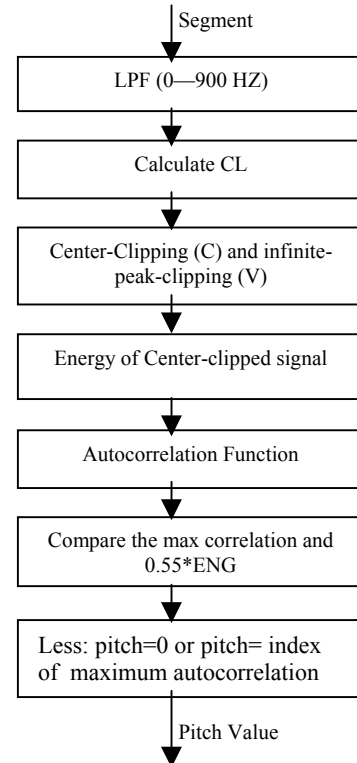 Segment
LPF (0—900 HZ)
Calculate CL
Center-Clipping (C) and infinite-
peak-clipping (V)
Energy of Center-clipped signal
Autocorrelation Function
Compare the max correlation and
0.55*ENG
Less: pitch=0 or pitch= index
of maximum autocorrelation
Pitch Value